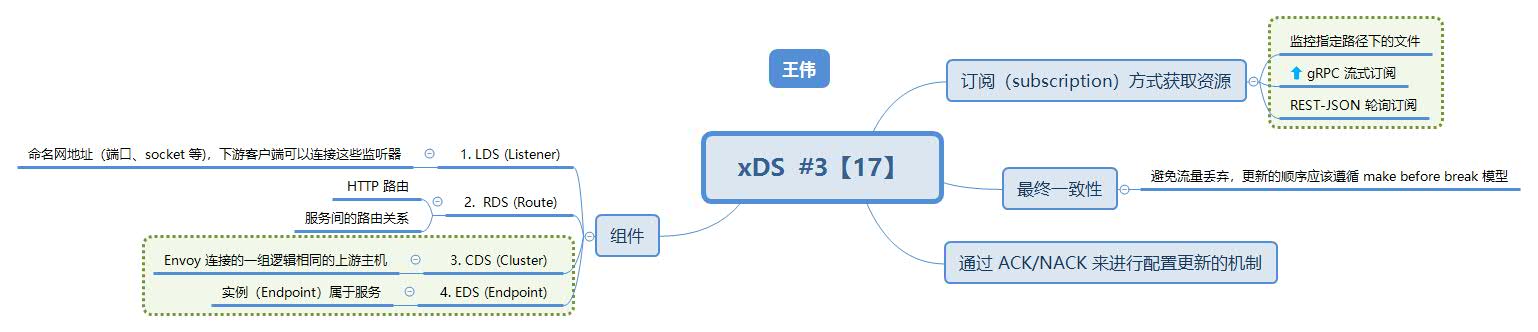 王伟
xDS #3【17】
订阅（subscription）方式获取资源
监控指定路径下的文件
gRPC 流式订阅
REST-JSON 轮询订阅
最终一致性
避免流量丢弃，更新的顺序应该遵循 make before break 模型
通过 ACK/NACK 来进行配置更新的机制
组件
1. LDS (Listener)
命名网地址（端口、socket 等)，下游客户端可以连接这些监听器
2. RDS (Route)
HTTP 路由
服务间的路由关系
3. CDS (Cluster)
Envoy 连接的一组逻辑相同的上游主机
4. EDS (Endpoint)
实例（Endpoint）属于服务